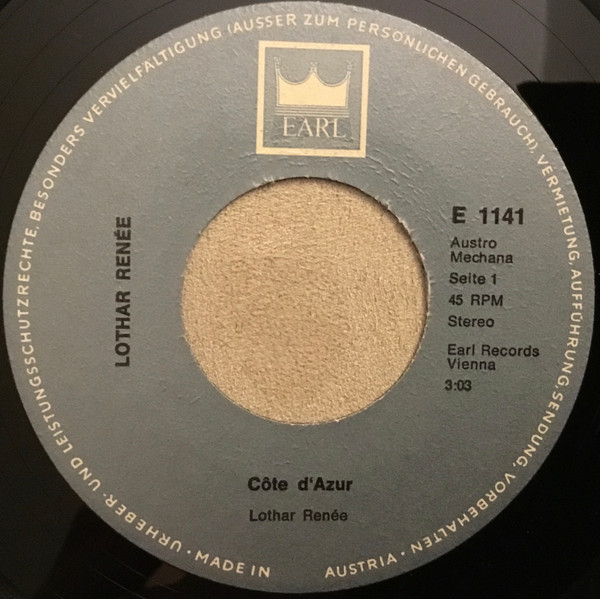 URHEBER- UND LEISTUNGSSCHUTZRECHTE, BESONDERS VERVIELFÄLTIGUNG (AUSSER ZUM PERSÖNLICHEN GEBRAUCH), VERMIETUNG, AUFFÜHRUNG, SENDUNG, VORBEHALTEN · MADE IN AUSTRIA ·
EARL
LOTHAR RENÉE
E 1141
Austro
Mechana
Seite 1
45 RPM
Stereo
Earl Records
Vienna
3:03
Côte d'Azur
Lothar Renée